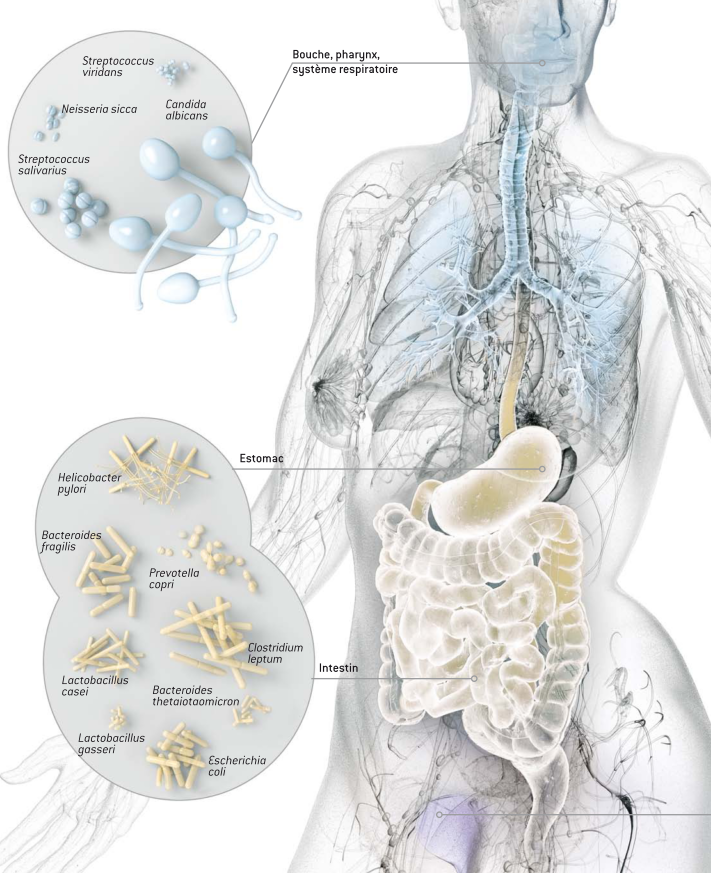 Streptococcus
viridans
Bouche, pharynx,
système respiratoire
Neisseria sicca
Candida
albicans
Streptococcus
salivarius
Estomac
Helicobacter
pylori
Bacteroides
fragilis
Prevotella
copri
Clostridium
leptum
Intestin
Lactobacillus
casei
Bacteroides
thetaiotaomicron
Lactobacillus
gasseri
Escherichia
coli